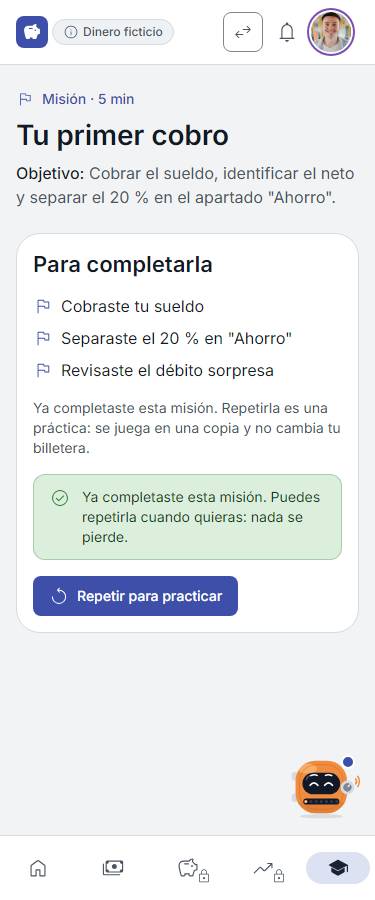 Dinero ficticio
Misión · 5 min
Tu primer cobro
Objetivo: Cobrar el sueldo, identificar el neto
y separar el 20 % en el apartado "Ahorro".
Para completarla
Cobraste tu sueldo
Separaste el 20 % en "Ahorro"
Revisaste el débito sorpresa
Ya completaste esta misión. Repetirla es una
práctica: se juega en una copia y no cambia tu
billetera.
Ya completaste esta misión. Puedes
repetirla cuando quieras: nada se
pierde.
Repetir para practicar